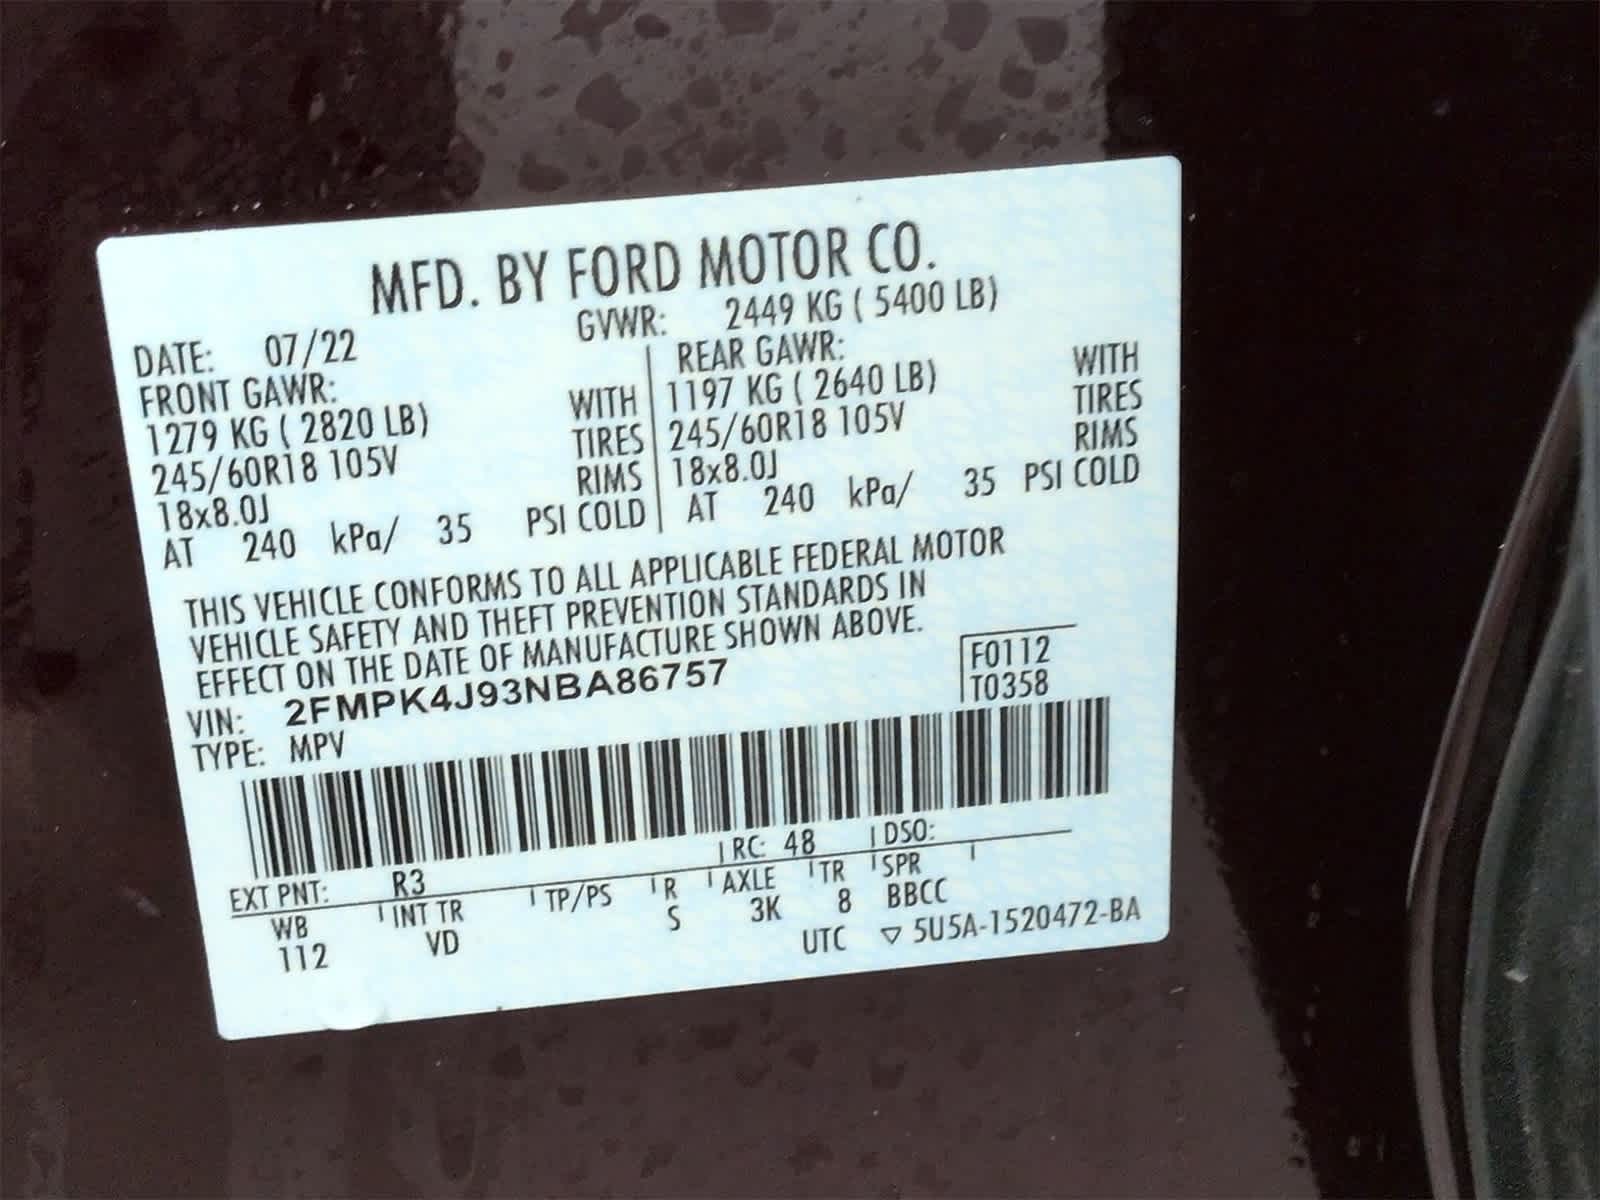 MFD. BY FORD MOTOR CO.
DATE: 07/22 GVWR: 2449 KG ( 5400 LB)
FRONT GAWR: REAR GAWR:
1279 KG ( 2820 LB) WITH 1197 KG ( 2640 LB) WITH
245/60R18 105V TIRES 245/60R18 105V TIRES
18x8.0J RIMS 18x8.0J RIMS
AT 240 kPa/ 35 PSI COLD AT 240 kPa/ 35 PSI COLD
THIS VEHICLE CONFORMS TO ALL APPLICABLE FEDERAL MOTOR
VEHICLE SAFETY AND THEFT PREVENTION STANDARDS IN
EFFECT ON THE DATE OF MANUFACTURE SHOWN ABOVE.
VIN: 2FMPK4J93NBA86757 F0112
TYPE: MPV T0358
EXT PNT: R3 RC: 48 DSO:
WB INT TR TP/PS R AXLE TR SPR
112 VD S 3K 8 BBCC
UTC ▽ 5U5A-1520472-BA